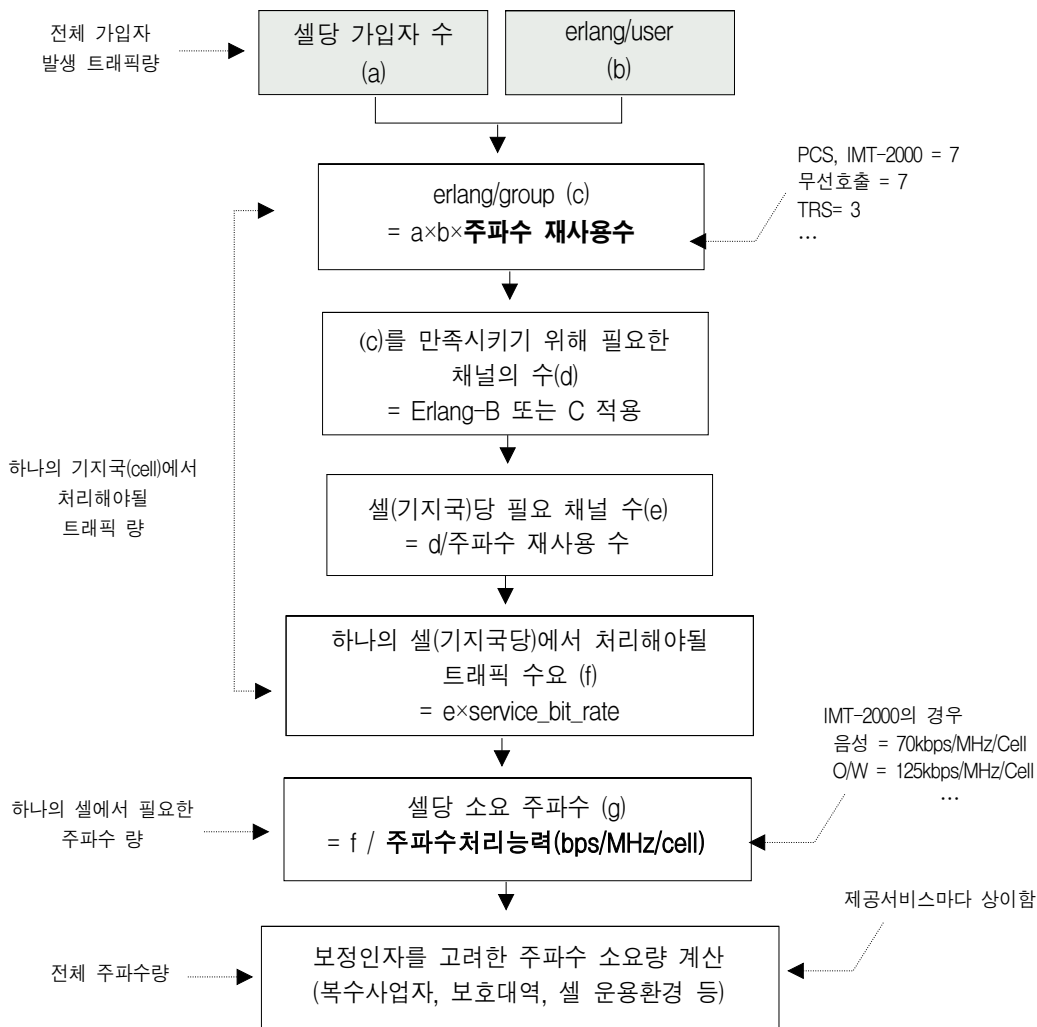 전체 가입자
발생 트래픽량
셀당 가입자 수
(a)
erlang/user
(b)
erlang/group (c)
= a×b×주파수 재사용수
PCS, IMT-2000 = 7
무선호출 = 7
TRS= 3
…
(c)를 만족시키기 위해 필요한
채널의 수(d)
= Erlang-B 또는 C 적용
하나의 기지국(cell)에서
처리해야될
트래픽 량
셀(기지국)당 필요 채널 수(e)
= d/주파수 재사용 수
하나의 셀(기지국당)에서 처리해야될
트래픽 수요 (f)
= e×service_bit_rate
IMT-2000의 경우
음성 = 70kbps/MHz/Cell
O/W = 125kbps/MHz/Cell
…
하나의 셀에서 필요한
주파수 량
셀당 소요 주파수 (g)
= f / 주파수처리능력(bps/MHz/cell)
제공서비스마다 상이함
전체 주파수량
보정인자를 고려한 주파수 소요량 계산
(복수사업자, 보호대역, 셀 운용환경 등)